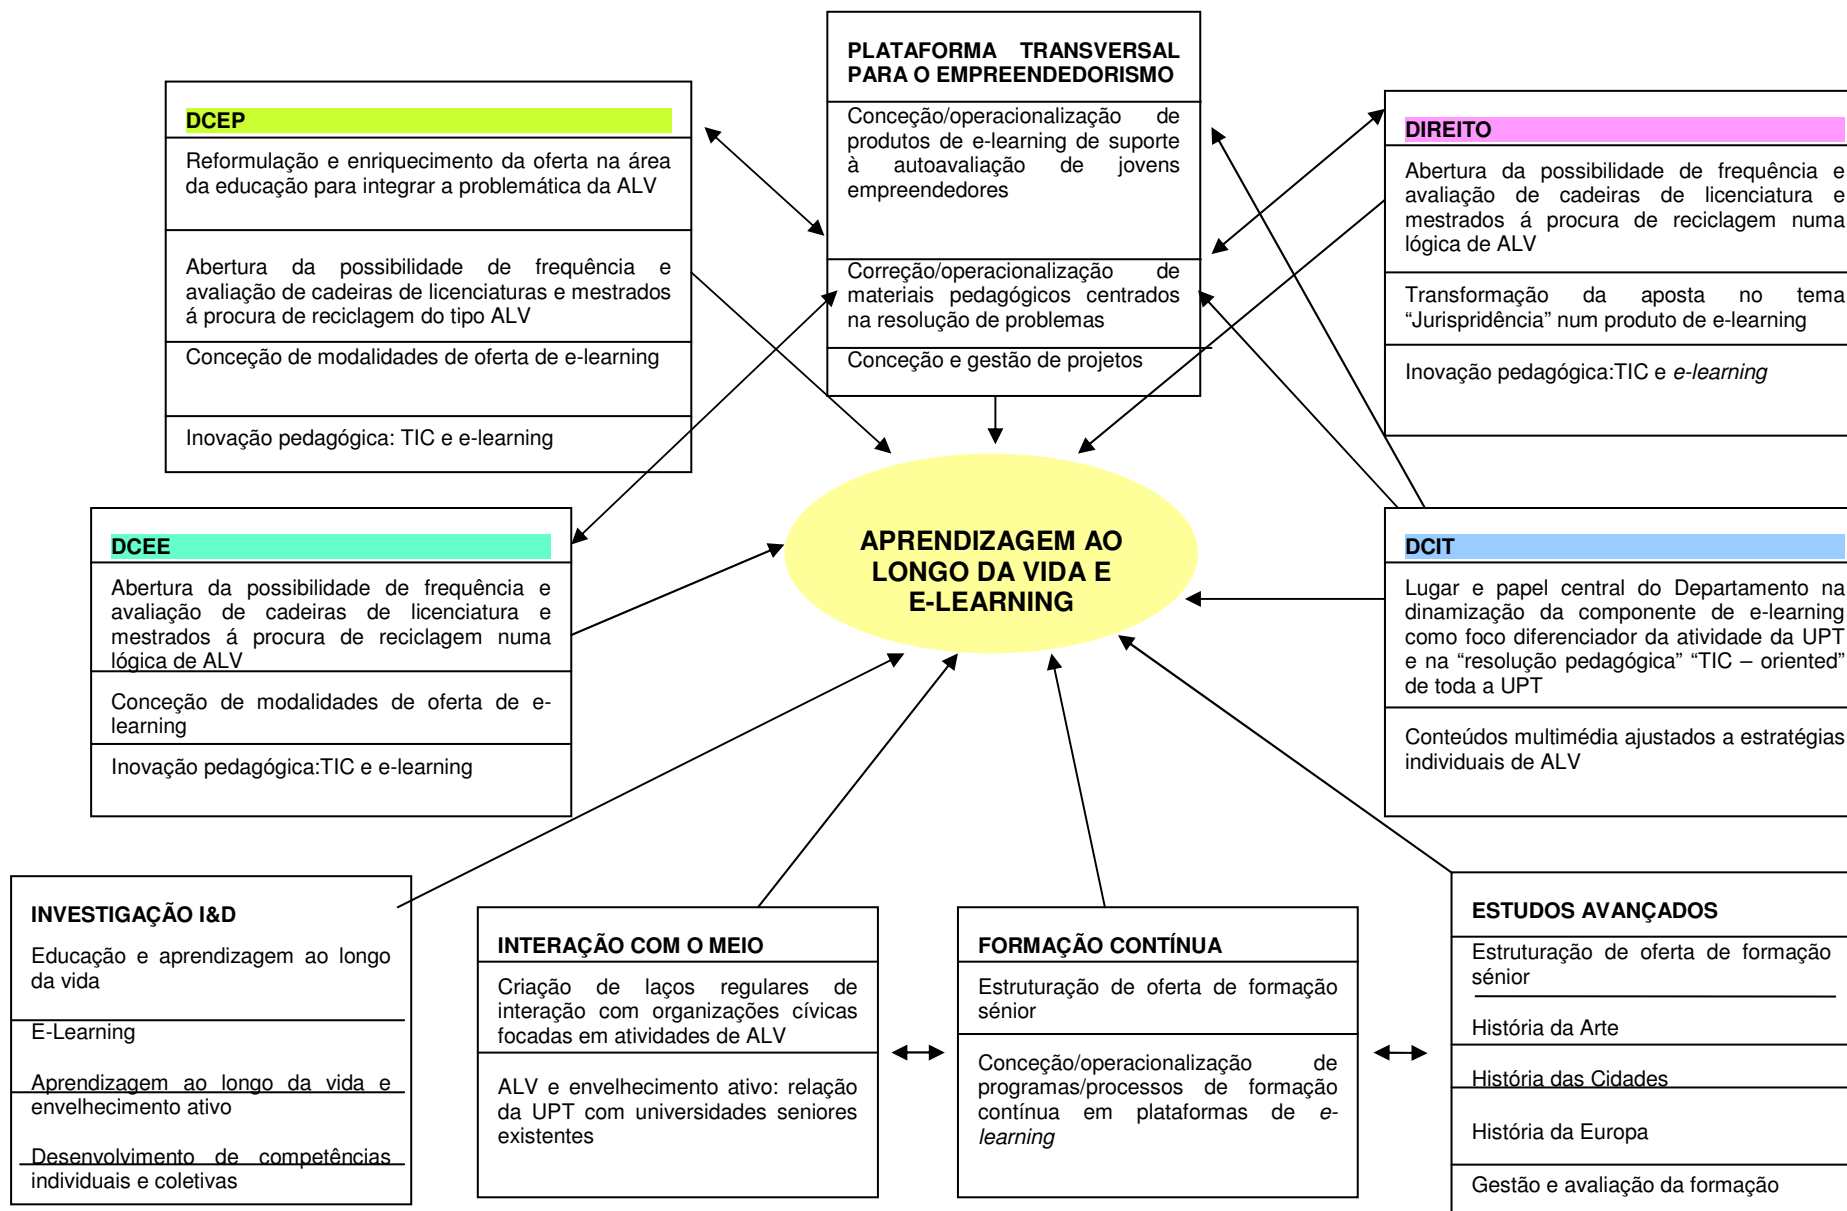 PLATAFORMA TRANSVERSAL
PARA O EMPREENDEDORISMO
Conceção/operacionalização de
produtos de e-learning de suporte
à autoavaliação de jovens
empreendedores
Correção/operacionalização de
materiais pedagógicos centrados
na resolução de problemas
Conceção e gestão de projetos
DCEP
Reformulação e enriquecimento da oferta na área
da educação para integrar a problemática da ALV
Abertura da possibilidade de frequência e
avaliação de cadeiras de licenciaturas e mestrados
á procura de reciclagem do tipo ALV
Conceção de modalidades de oferta de e-learning
Inovação pedagógica: TIC e e-learning
DIREITO
Abertura da possibilidade de frequência e
avaliação de cadeiras de licenciatura e
mestrados á procura de reciclagem numa
lógica de ALV
Transformação da aposta no tema
“Jurispridência” num produto de e-learning
Inovação pedagógica:TIC e e-learning
APRENDIZAGEM AO
LONGO DA VIDA E
E-LEARNING
DCEE
Abertura da possibilidade de frequência e
avaliação de cadeiras de licenciatura e
mestrados á procura de reciclagem numa
lógica de ALV
Conceção de modalidades de oferta de e-
learning
Inovação pedagógica:TIC e e-learning
DCIT
Lugar e papel central do Departamento na
dinamização da componente de e-learning
como foco diferenciador da atividade da UPT
e na “resolução pedagógica” “TIC – oriented”
de toda a UPT
Conteúdos multimédia ajustados a estratégias
individuais de ALV
INVESTIGAÇÃO I&D
Educação e aprendizagem ao longo
da vida
E-Learning
Aprendizagem ao longo da vida e
envelhecimento ativo
Desenvolvimento de competências
individuais e coletivas
INTERAÇÃO COM O MEIO
Criação de laços regulares de
interação com organizações cívicas
focadas em atividades de ALV
ALV e envelhecimento ativo: relação
da UPT com universidades seniores
existentes
FORMAÇÃO CONTÍNUA
Estruturação de oferta de formação
sénior
Conceção/operacionalização de
programas/processos de formação
contínua em plataformas de e-
learning
ESTUDOS AVANÇADOS
Estruturação de oferta de formação
sénior
História da Arte
História das Cidades
História da Europa
Gestão e avaliação da formação